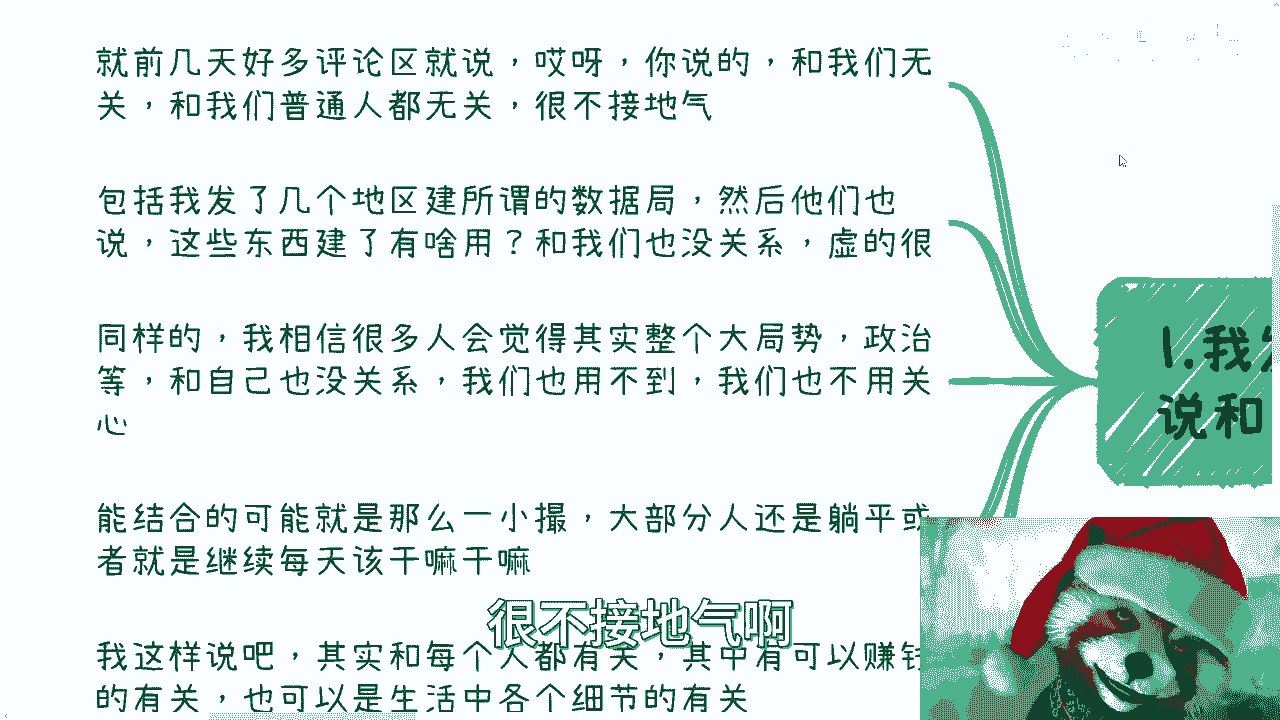 就前几天好多评论区就说，哎呀，你说的，和我们无
关，和我们普通人都无关，很不接地气
包括我发了几个地区建所谓的数据局，然后他们也
说，这些东西建了有啥用？和我们也没关系，虚的很
同样的，我相信很多人会觉得其实整个大局势，政治
等，和自己也没关系，我们也用不到，我们也不用关
心
能结合的可能就是那么一小撮，大部分人还是躺平或
者就是继续每天该干嘛干嘛
我这样说吧，其实和每个人都有关，其中有可以赚钱
的有关，也可以是生活中各个细节的有关
1.我发
说和
很不接地气啊